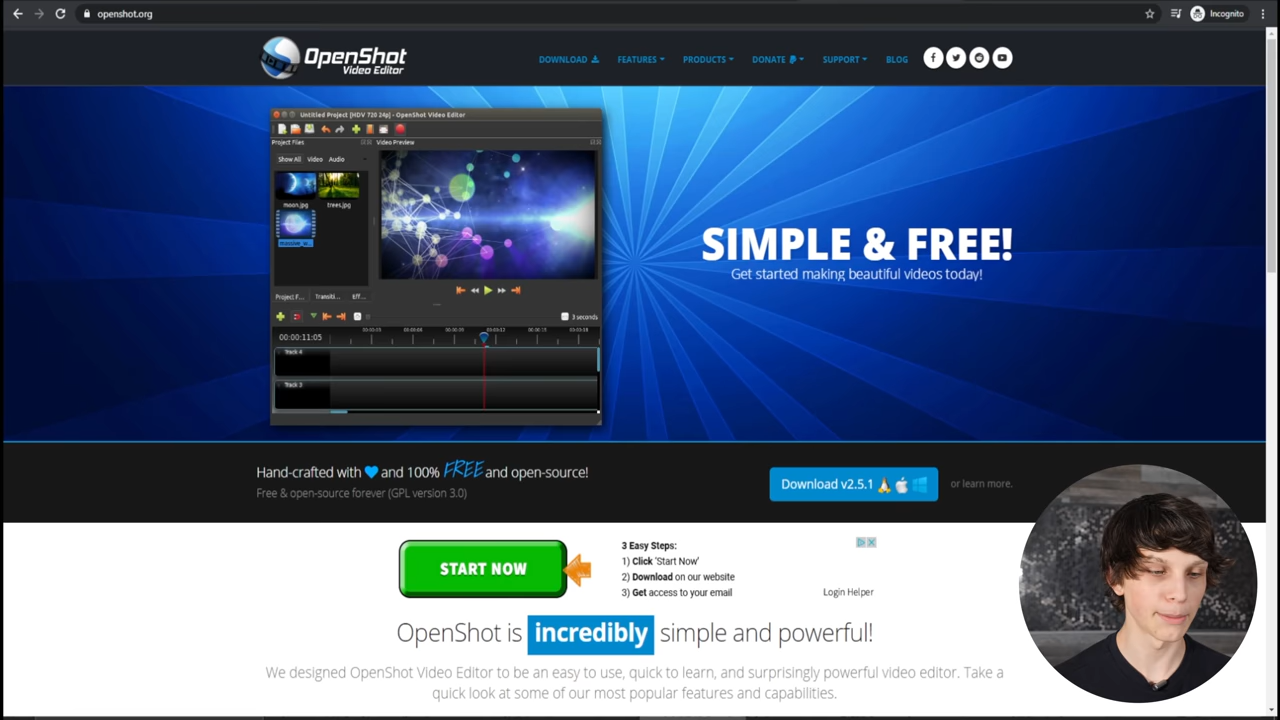 openshot.org
Incognito
OpenShot
Video Editor
DOWNLOAD
FEATURES
PRODUCTS
DONATE
SUPPORT
BLOG
Untitled Project [HDV 720 24p] - OpenShot Video Editor
Project Files
Video Preview
Show All Video Audio
moon.jpg trees.jpg
massive_w...
Project F... Transiti... Eff...
3 seconds
00:00:11:05
Track 4
Track 3
SIMPLE & FREE!
Get started making beautiful videos today!
Hand-crafted with and 100% FREE and open-source!
Free & open-source forever (GPL version 3.0)
Download v2.5.1
or learn more.
START NOW
3 Easy Steps:
1) Click 'Start Now'
2) Download on our website
3) Get access to your email
Login Helper
OpenShot is incredibly simple and powerful!
We designed OpenShot Video Editor to be an easy to use, quick to learn, and surprisingly powerful video editor. Take a
quick look at some of our most popular features and capabilities.